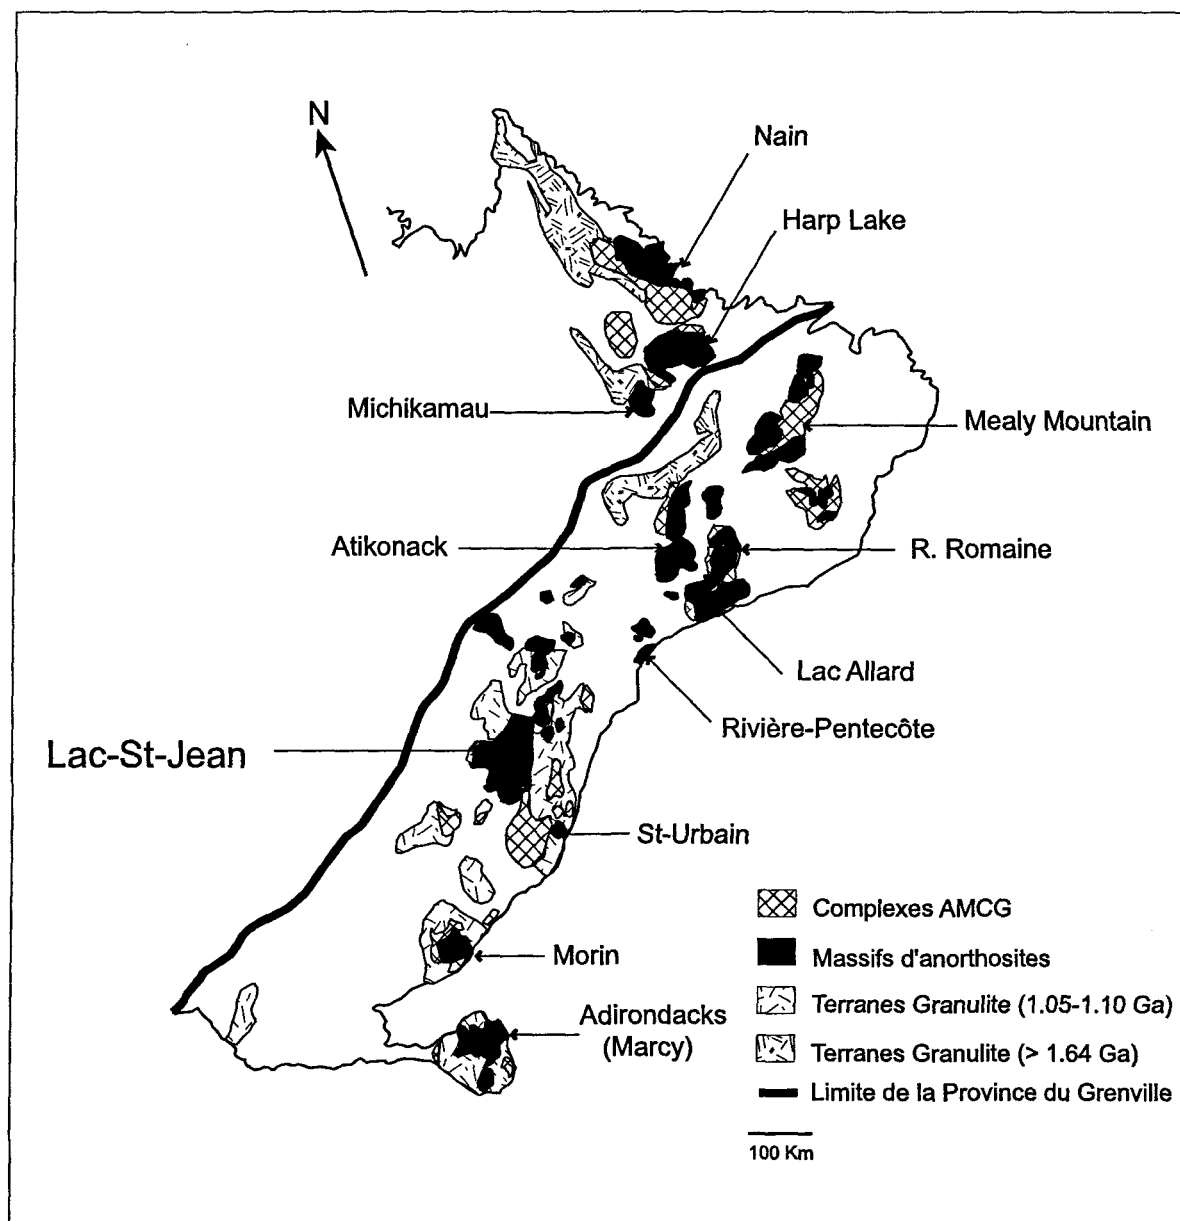 N
Nain
Harp Lake
Michikamau
Mealy Mountain
Atikonack
R. Romaine
Lac Allard
Rivière-Pentecôte
Lac-St-Jean
St-Urbain
Morin
Adirondacks
(Marcy)
Complexes AMCG
Massifs d'anorthosites
Terranes Granulite (1.05-1.10 Ga)
Terranes Granulite (> 1.64 Ga)
Limite de la Province du Grenville
100 Km